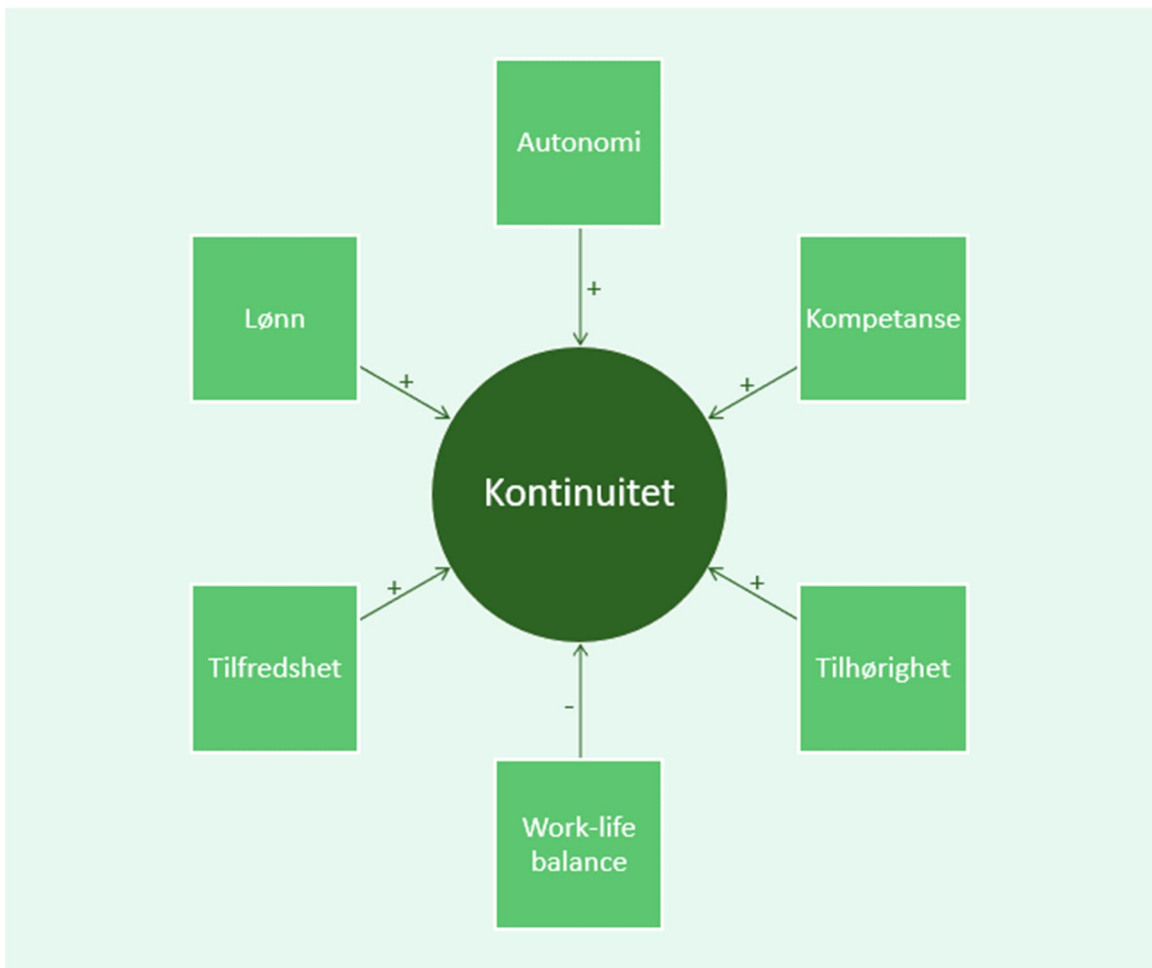 Autonomi
+
Lønn
Kompetanse
+
+
Kontinuitet
+
+
Tilfredshet
Tilhørighet
-
Work-life
balance